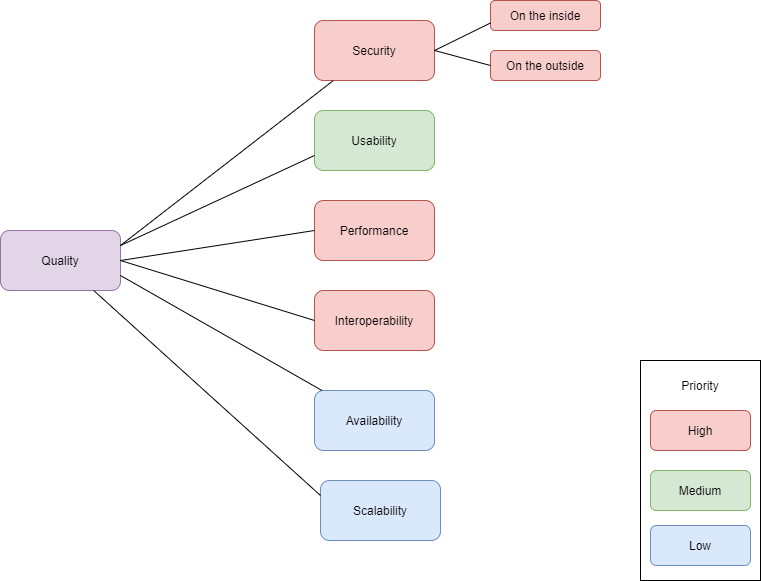 On the inside
Security
On the outside
Usability
Performance
Quality
Interoperability
Availability
Scalability
Priority
High
Medium
Low